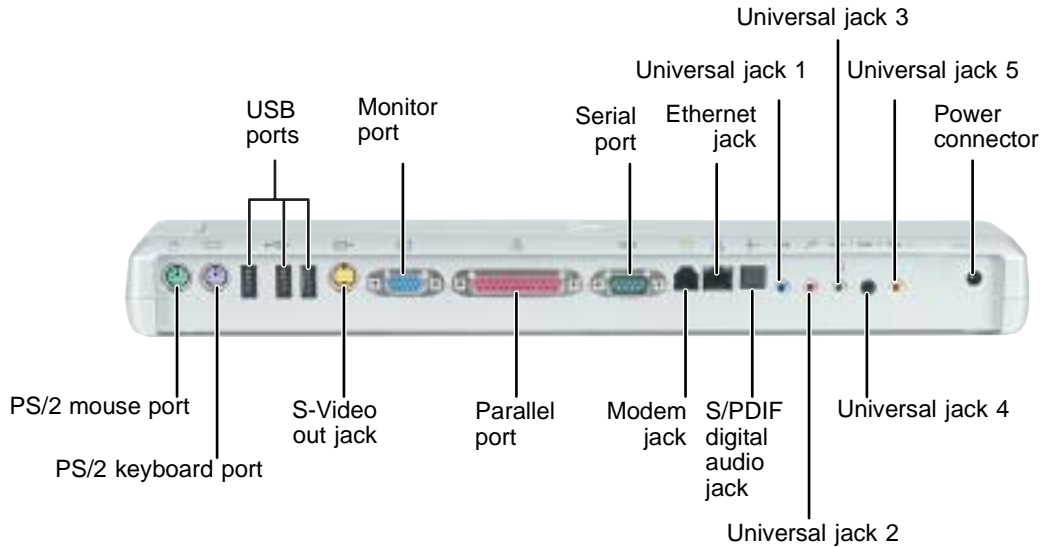 Universal jack 3
Universal jack 1
Universal jack 5
USB
ports
Monitor
port
Serial
port
Ethernet
jack
Power
connector
PS/2 mouse port
PS/2 keyboard port
S-Video
out jack
Parallel
port
Modem
jack
S/PDIF
digital
audio
jack
Universal jack 4
Universal jack 2